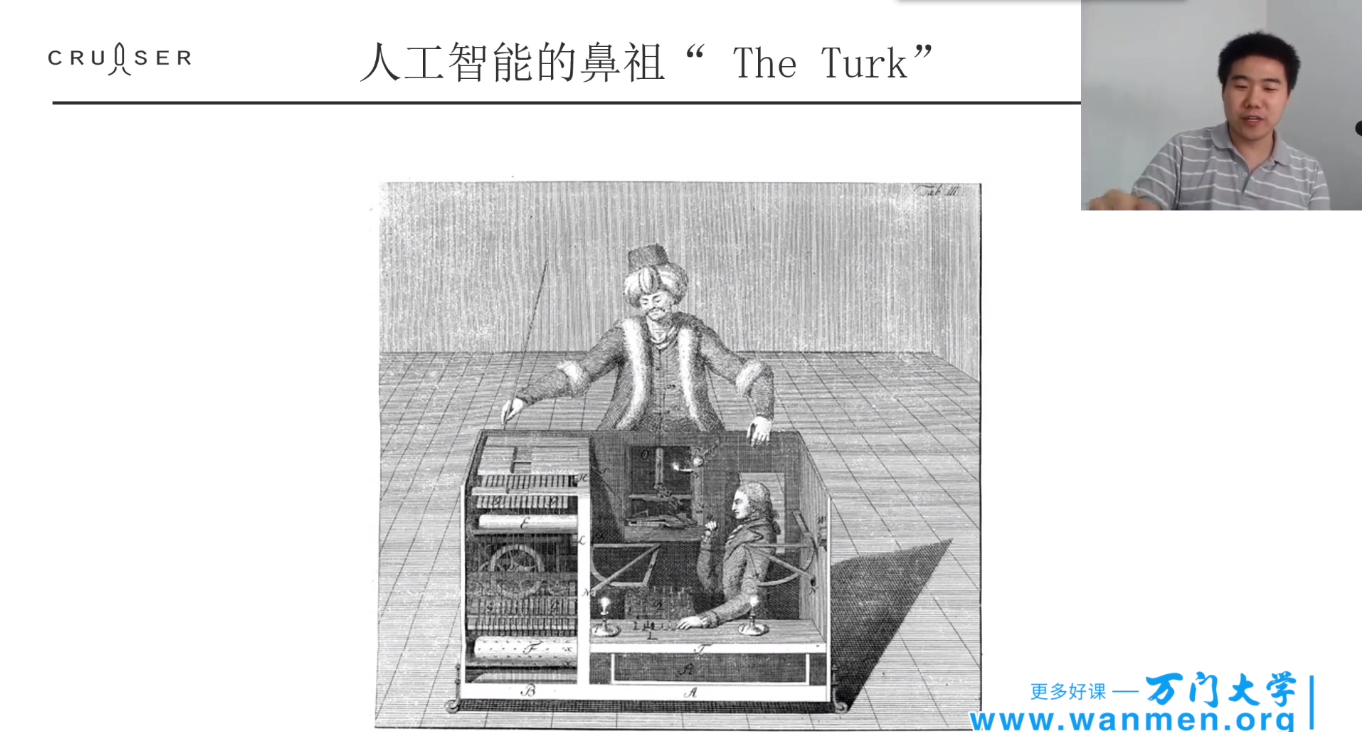 CRUISER
人工智能的鼻祖“ The Turk”
Tab. III.
O
E
L
N
F x
T
A
B A
更多好课 — 万门大学
www.wanmen.org